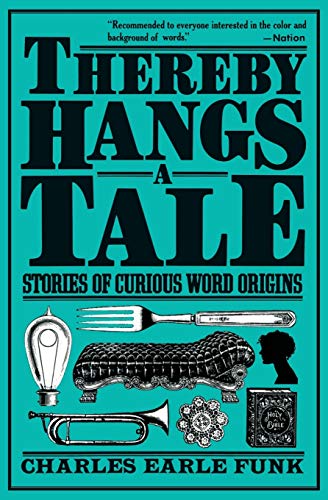 "Recommended to everyone interested in the color and
background of words."—Nation
THEREBY
HANGS
A
TALE
STORIES OF CURIOUS WORD ORIGINS
HOLY
BIBLE
CHARLES EARLE FUNK